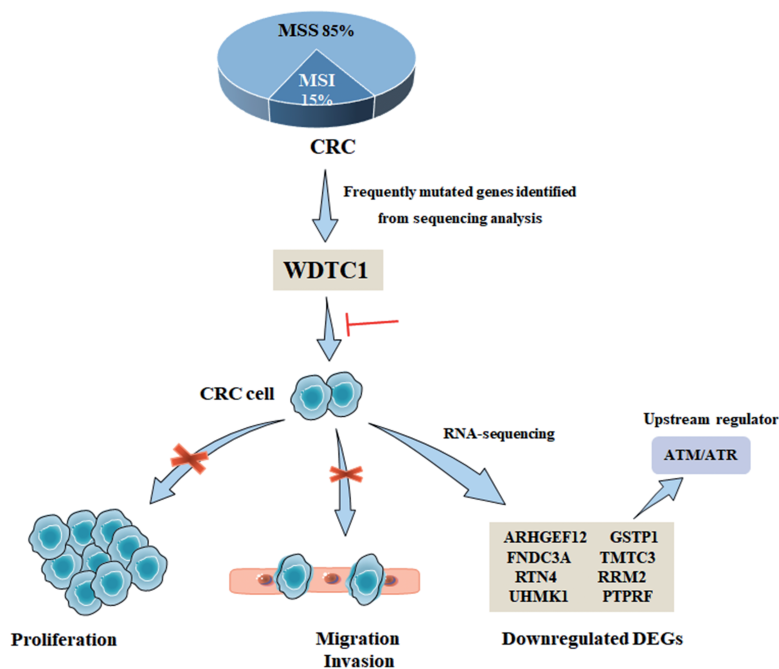 MSS 85%
MSI
15%
CRC
Frequently mutated genes identified
from sequencing analysis
WDTC1
CRC cell
RNA-sequencing
Upstream regulator
ATM/ATR
ARHGEF12 GSTP1
FNDC3A TMTC3
RTN4 RRM2
UHMK1 PTPRF
Proliferation
Migration
Invasion
Downregulated DEGs